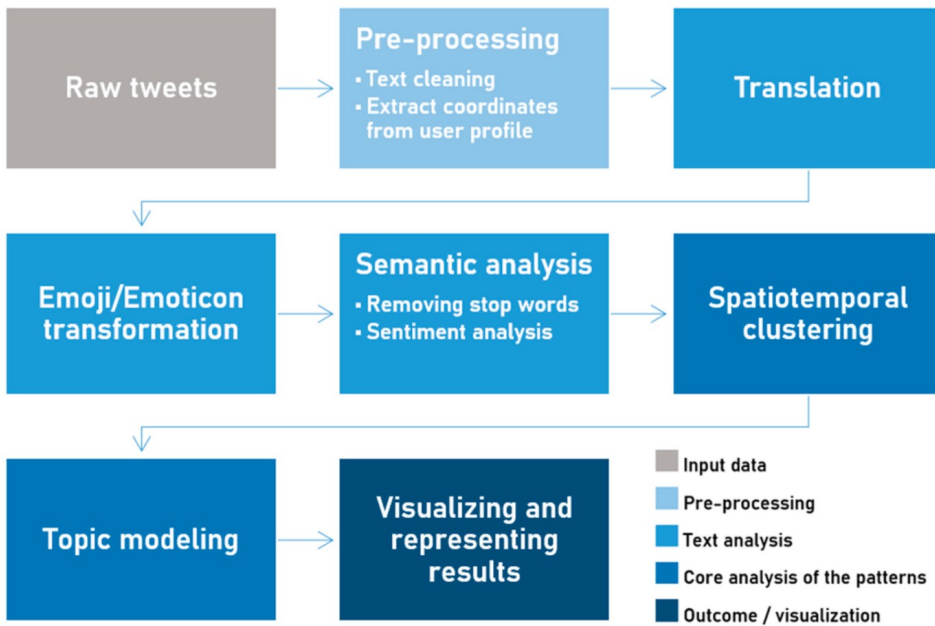 Raw tweets
Pre-processing
▪ Text cleaning
▪ Extract coordinates
from user profile
Translation
Emoji/Emoticon
transformation
Semantic analysis
▪ Removing stop words
▪ Sentiment analysis
Spatiotemporal
clustering
Topic modeling
Visualizing and
representing
results
Input data
Pre-processing
Text analysis
Core analysis of the patterns
Outcome / visualization